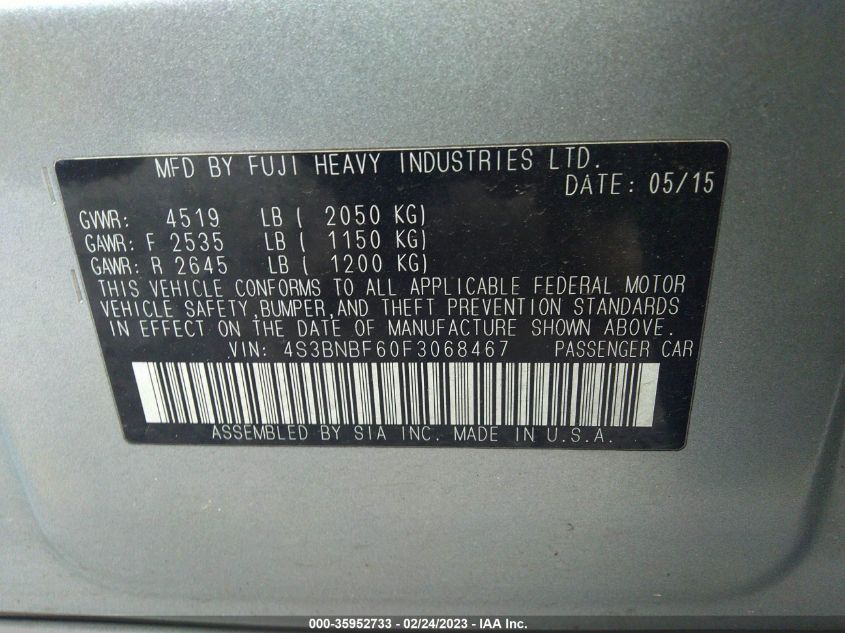 MFD BY FUJI HEAVY INDUSTRIES LTD.
DATE: 05/15
GVWR: 4519 LB ( 2050 KG)
GAWR: F 2535 LB ( 1150 KG)
GAWR: R 2645 LB ( 1200 KG)
THIS VEHICLE CONFORMS TO ALL APPLICABLE FEDERAL MOTOR
VEHICLE SAFETY,BUMPER,AND THEFT PREVENTION STANDARDS
IN EFFECT ON THE DATE OF MANUFACTURE SHOWN ABOVE.
VIN: 4S3BNBF60F3068467 PASSENGER CAR
ASSEMBLED BY SIA INC. MADE IN U.S.A.
000-35952733 - 02/24/2023 - IAA Inc.